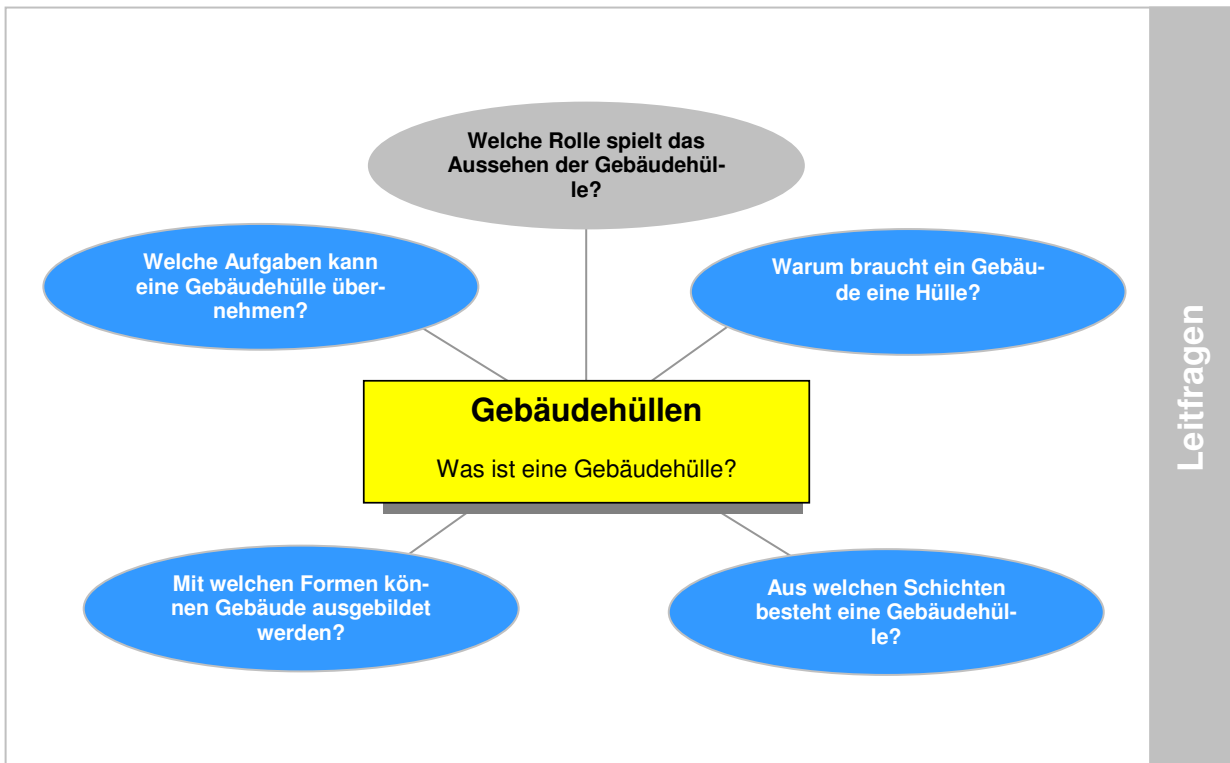 Welche Rolle spielt das
Aussehen der Gebäudehül-
le?
Welche Aufgaben kann
eine Gebäudehülle über-
nehmen?
Warum braucht ein Gebäu-
de eine Hülle?
Gebäudehüllen
Was ist eine Gebäudehülle?
Mit welchen Formen kön-
nen Gebäude ausgebildet
werden?
Aus welchen Schichten
besteht eine Gebäudehül-
le?
Leitfragen